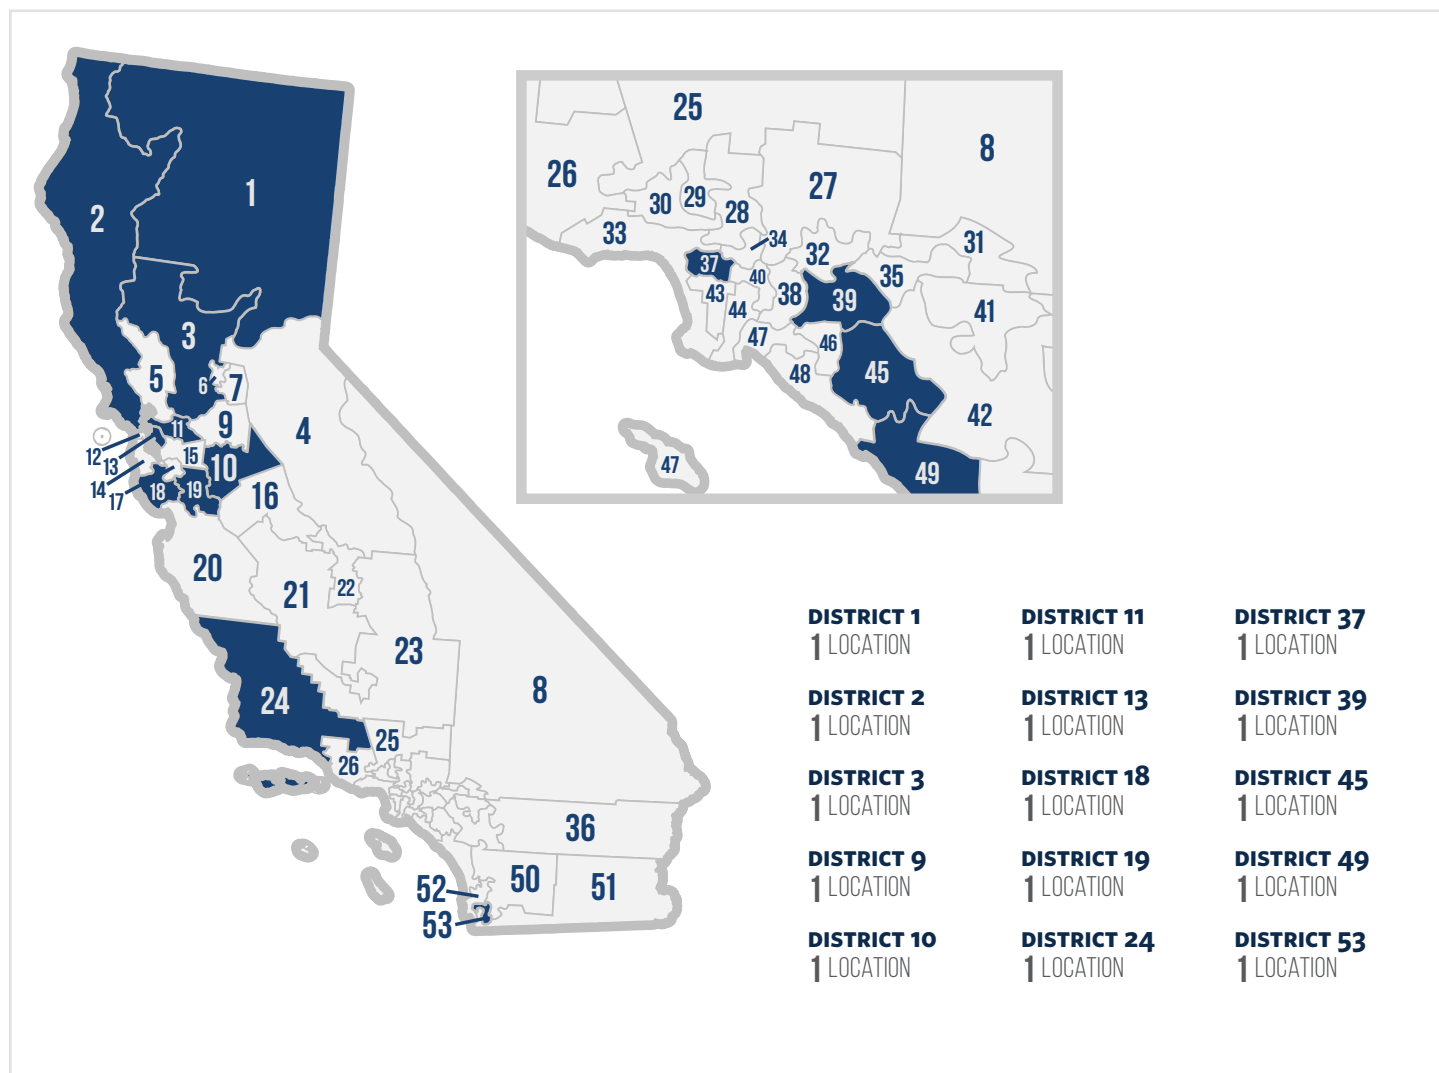 1
2
3
5
6
7
9
4
11
12
13
15
10
14
17
18
19
16
20
21
22
23
8
24
25
26
36
50
51
52
53
25
8
26
27
30
29
28
33
34
31
32
37
40
35
43
38
39
44
41
47
46
48
45
42
47
49
DISTRICT 1
1 LOCATION
DISTRICT 2
1 LOCATION
DISTRICT 3
1 LOCATION
DISTRICT 9
1 LOCATION
DISTRICT 10
1 LOCATION
DISTRICT 11
1 LOCATION
DISTRICT 13
1 LOCATION
DISTRICT 18
1 LOCATION
DISTRICT 19
1 LOCATION
DISTRICT 24
1 LOCATION
DISTRICT 37
1 LOCATION
DISTRICT 39
1 LOCATION
DISTRICT 45
1 LOCATION
DISTRICT 49
1 LOCATION
DISTRICT 53
1 LOCATION